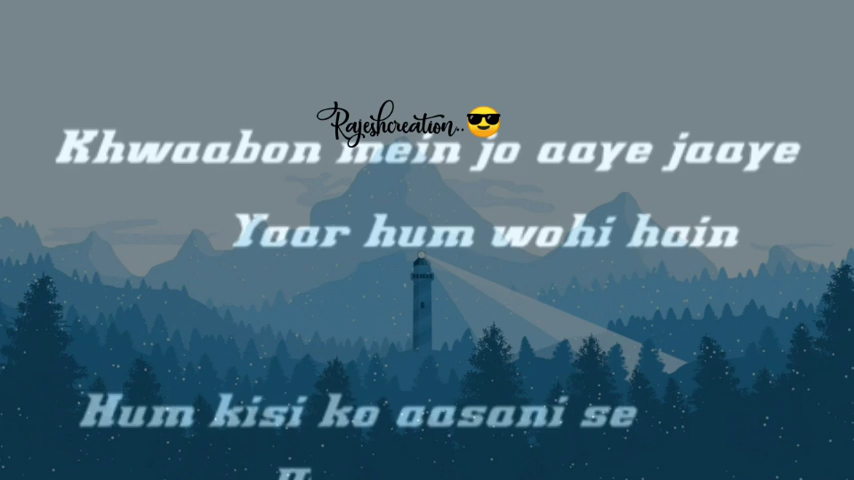 Rajeshcreation..😎
Khwaabon mein jo aaye jaaye
Yaar hum wohi hain
Hum kisi ko aasani se